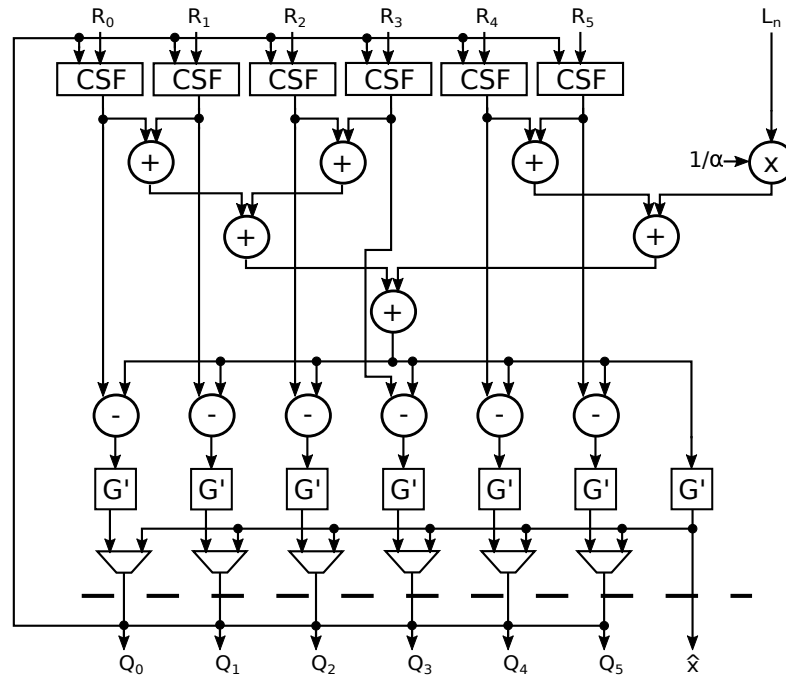 R₀ R₁ R₂ R₃ R₄ R₅ Lₙ
CSF CSF CSF CSF CSF CSF
+ + + 1/α x
+ +
+
- - - - - -
G' G' G' G' G' G' G'
Q₀ Q₁ Q₂ Q₃ Q₄ Q₅ x̂